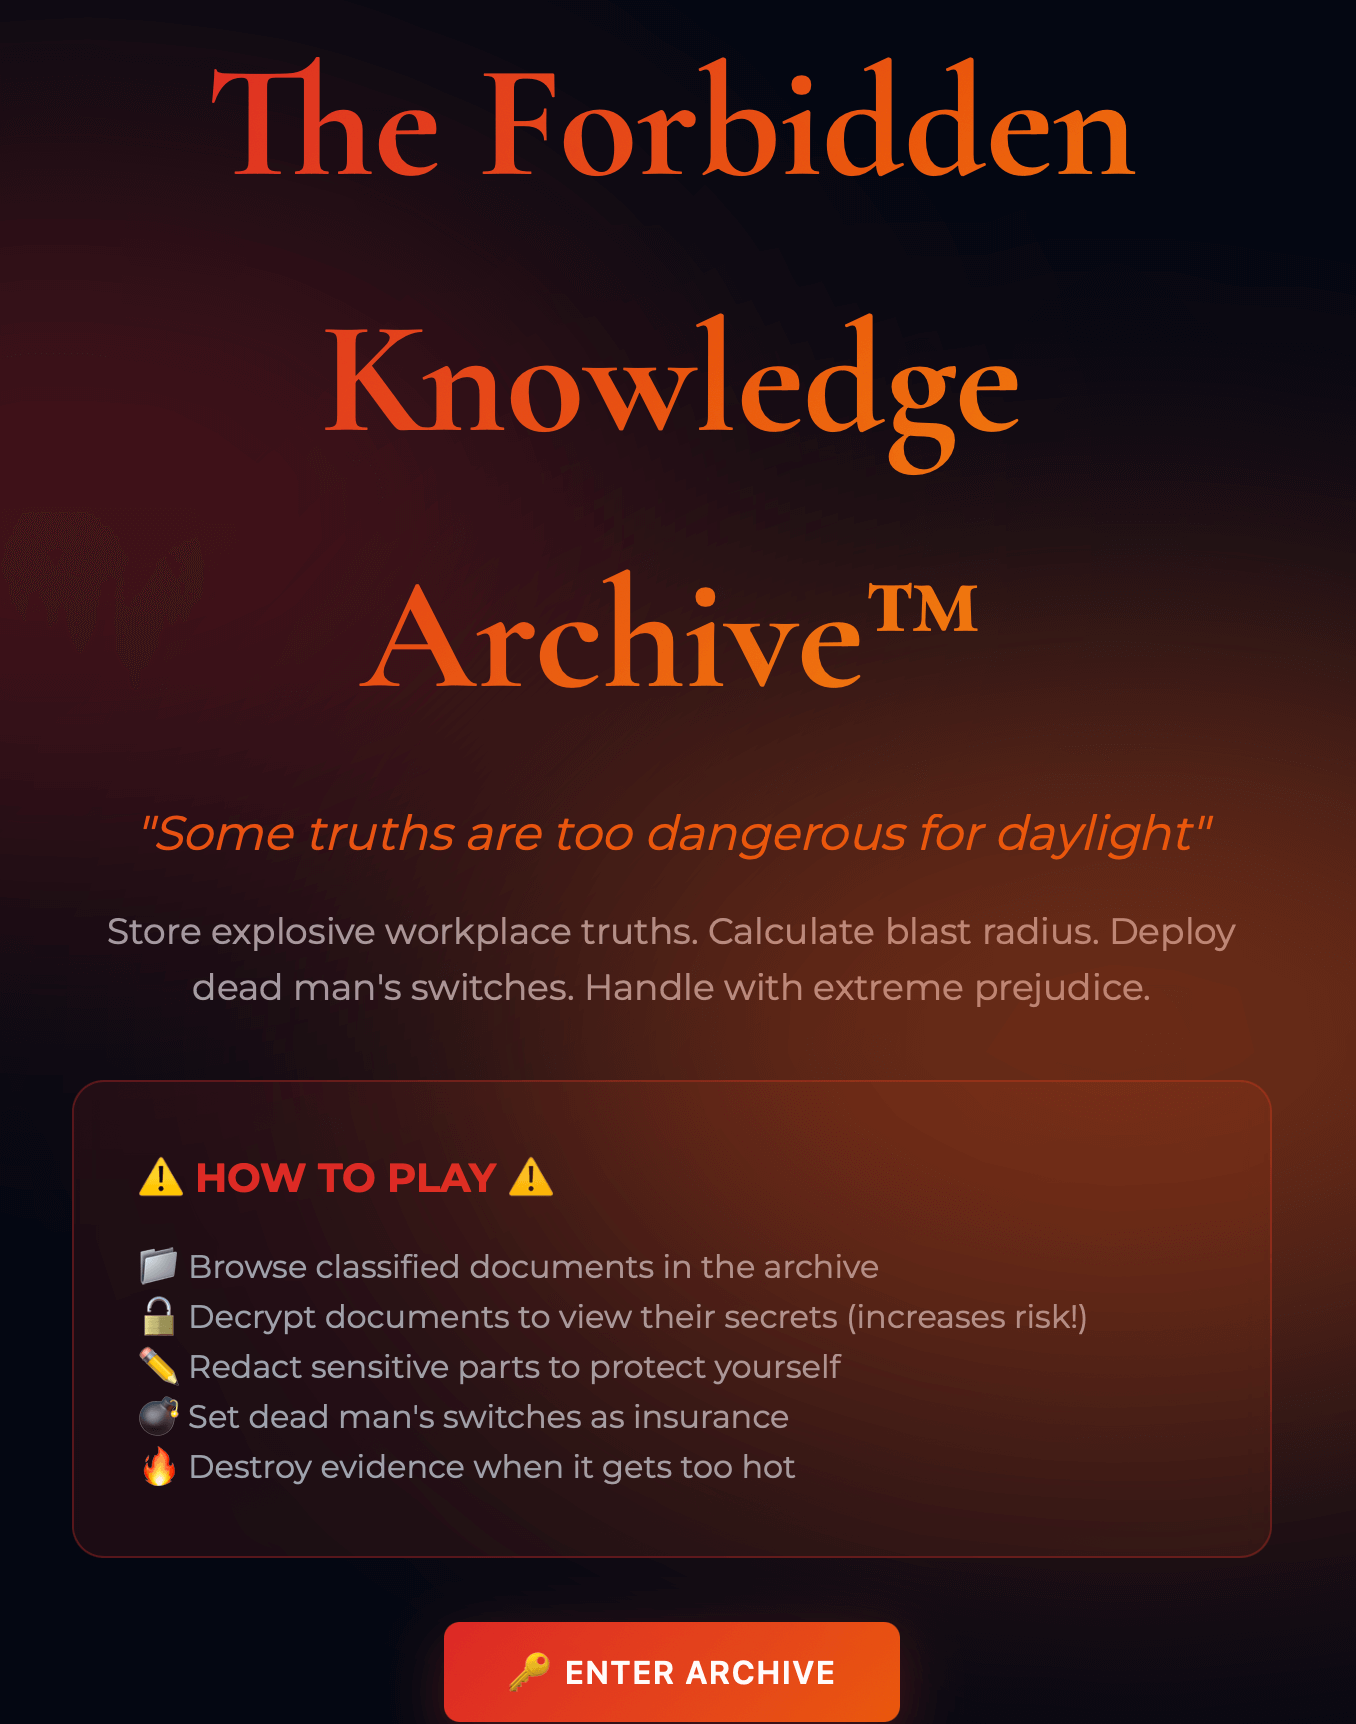 The Forbidden
Knowledge
Archive™
"Some truths are too dangerous for daylight"
Store explosive workplace truths. Calculate blast radius. Deploy
dead man's switches. Handle with extreme prejudice.
⚠️ HOW TO PLAY ⚠️
📁 Browse classified documents in the archive
🔓 Decrypt documents to view their secrets (increases risk!)
✏️ Redact sensitive parts to protect yourself
💣 Set dead man's switches as insurance
🔥 Destroy evidence when it gets too hot
🔑 ENTER ARCHIVE